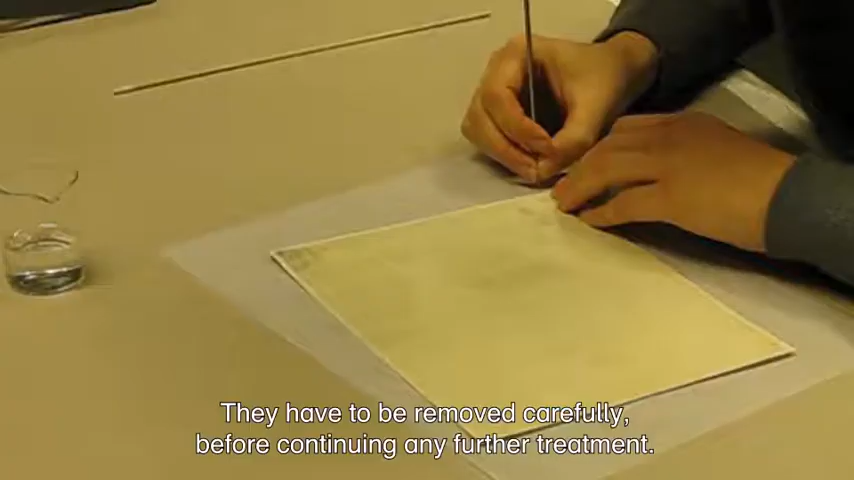 They have to be removed carefully,
before continuing any further treatment.